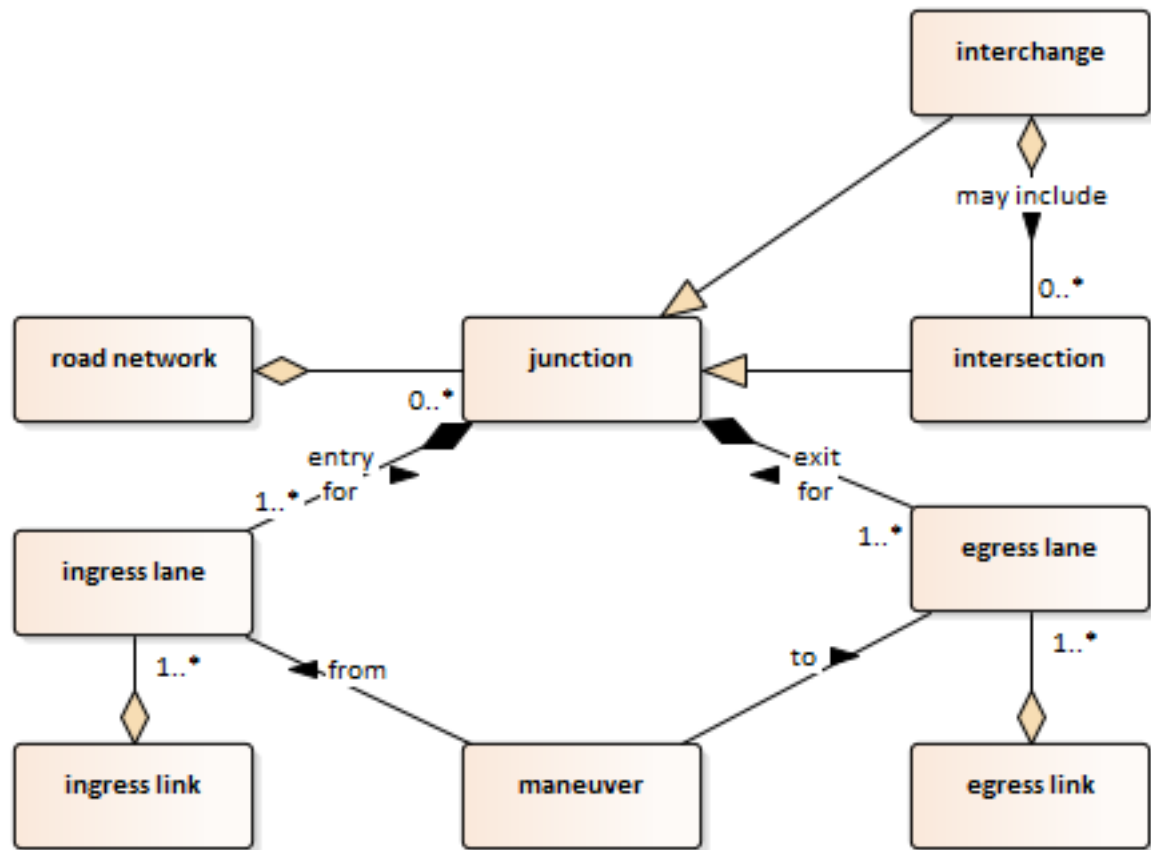 interchange
may include
0..*
road network
junction
intersection
0..*
entry
for
exit
for
1..*
1..*
ingress lane
egress lane
1..*
from
to
1..*
ingress link
maneuver
egress link